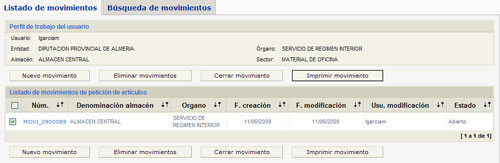 Listado de movimientos Búsqueda de movimientos
Perfil de trabajo del usuario
Usuario: lgarciam
Entidad: DIPUTACION PROVINCIAL DE ALMERIA Órgano: SERVICIO DE REGIMEN INTERIOR
Almacén: ALMACEN CENTRAL Sector: MATERIAL DE OFICINA
Nuevo movimiento Eliminar movimientos Cerrar movimiento Imprimir movimiento
Listado de movimientos de petición de artículos
Núm. Denominación almacén Organo F. creación F. modificación Usu. modificación Estado
MOVI_0900089 ALMACEN CENTRAL SERVICIO DE REGIMEN INTERIOR 11/06/2009 11/06/2009 lgarciam Abierto
[ 1 a 1 de 1]
Nuevo movimiento Eliminar movimientos Cerrar movimiento Imprimir movimiento